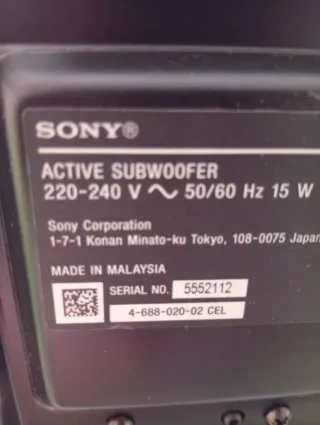 SONY®
ACTIVE SUBWOOFER
220-240 V ~ 50/60 Hz 15 W
Sony Corporation
1-7-1 Konan Minato-ku Tokyo, 108-0075 Japan
MADE IN MALAYSIA
SERIAL NO. 5552112
4-688-020-02 CEL